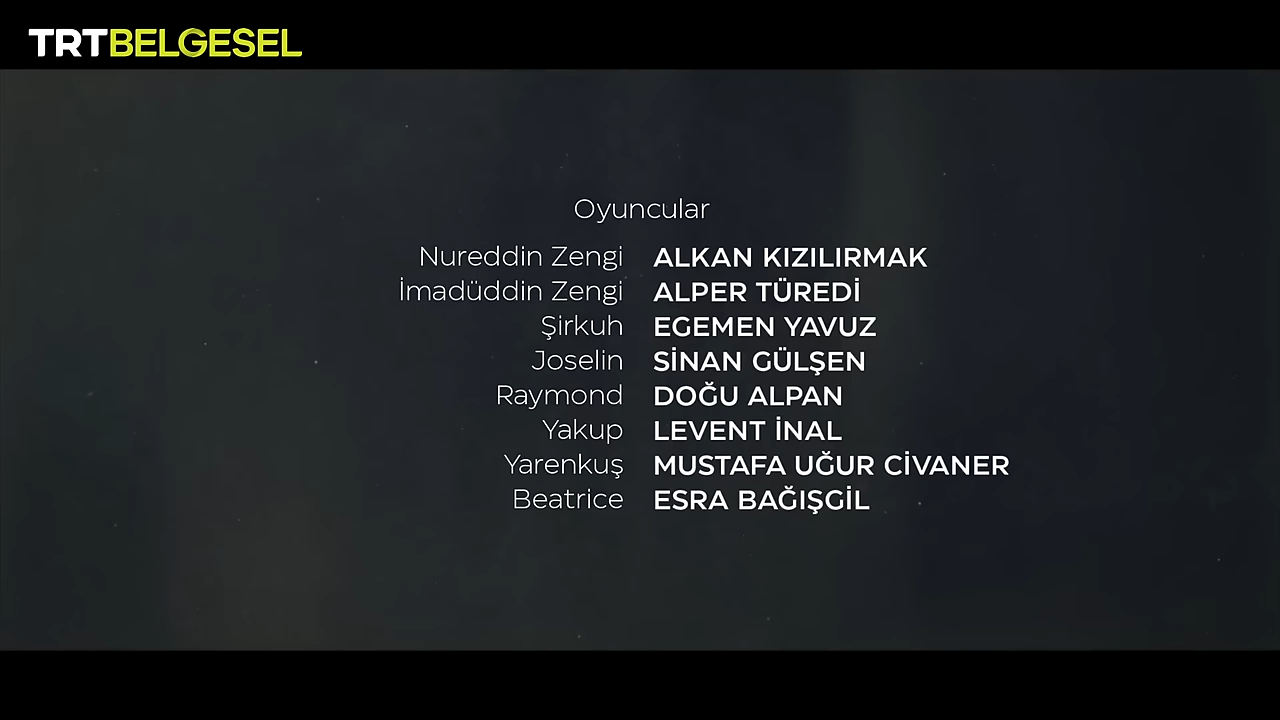 TRTBELGESEL
Oyuncular
Nureddin Zengi ALKAN KIZILIRMAK
İmadüddin Zengi ALPER TÜREDİ
Şirkuh EGEMEN YAVUZ
Joselin SİNAN GÜLŞEN
Raymond DOĞU ALPAN
Yakup LEVENT İNAL
Yarenkuş MUSTAFA UĞUR CİVANER
Beatrice ESRA BAĞIŞGİL